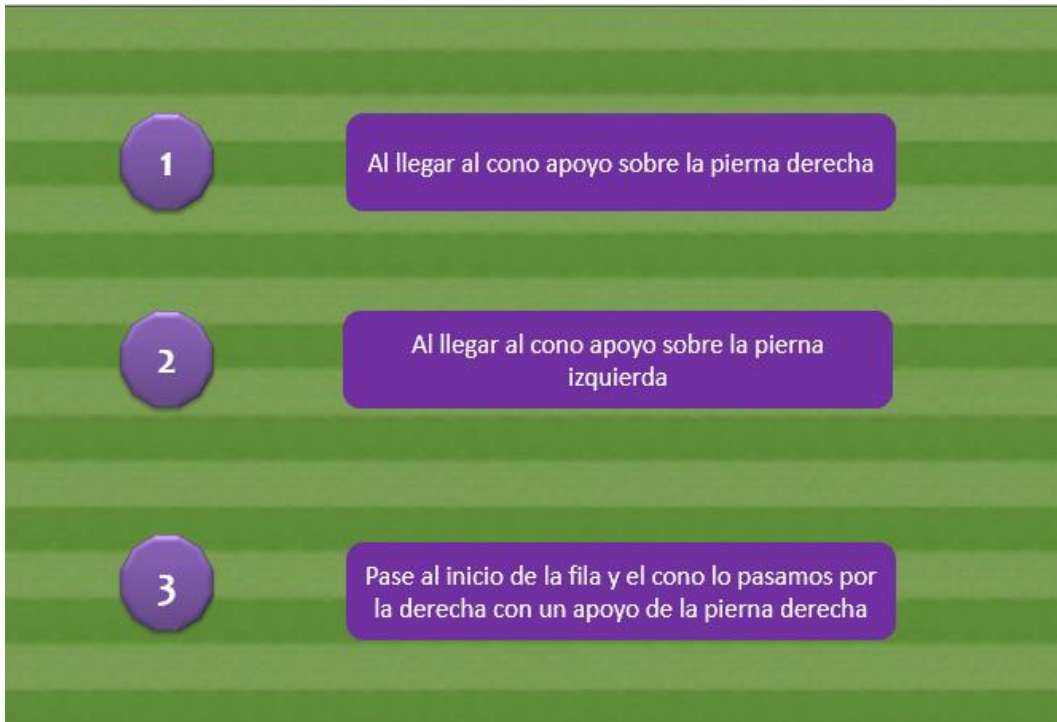 1
Al llegar al cono apoyo sobre la pierna derecha
2
Al llegar al cono apoyo sobre la pierna
izquierda
3
Pase al inicio de la fila y el cono lo pasamos por
la derecha con un apoyo de la pierna derecha